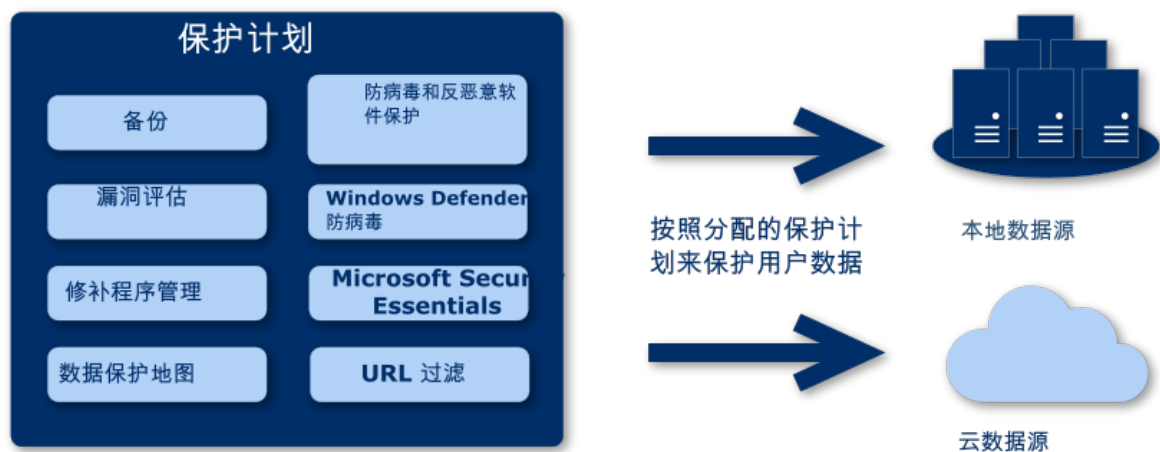 保护计划
备份
防病毒和反恶意软
件保护
漏洞评估
Windows Defender
防病毒
修补程序管理
Microsoft Secur
Essentials
数据保护地图
URL 过滤
按照分配的保护计
划来保护用户数据
本地数据源
云数据源